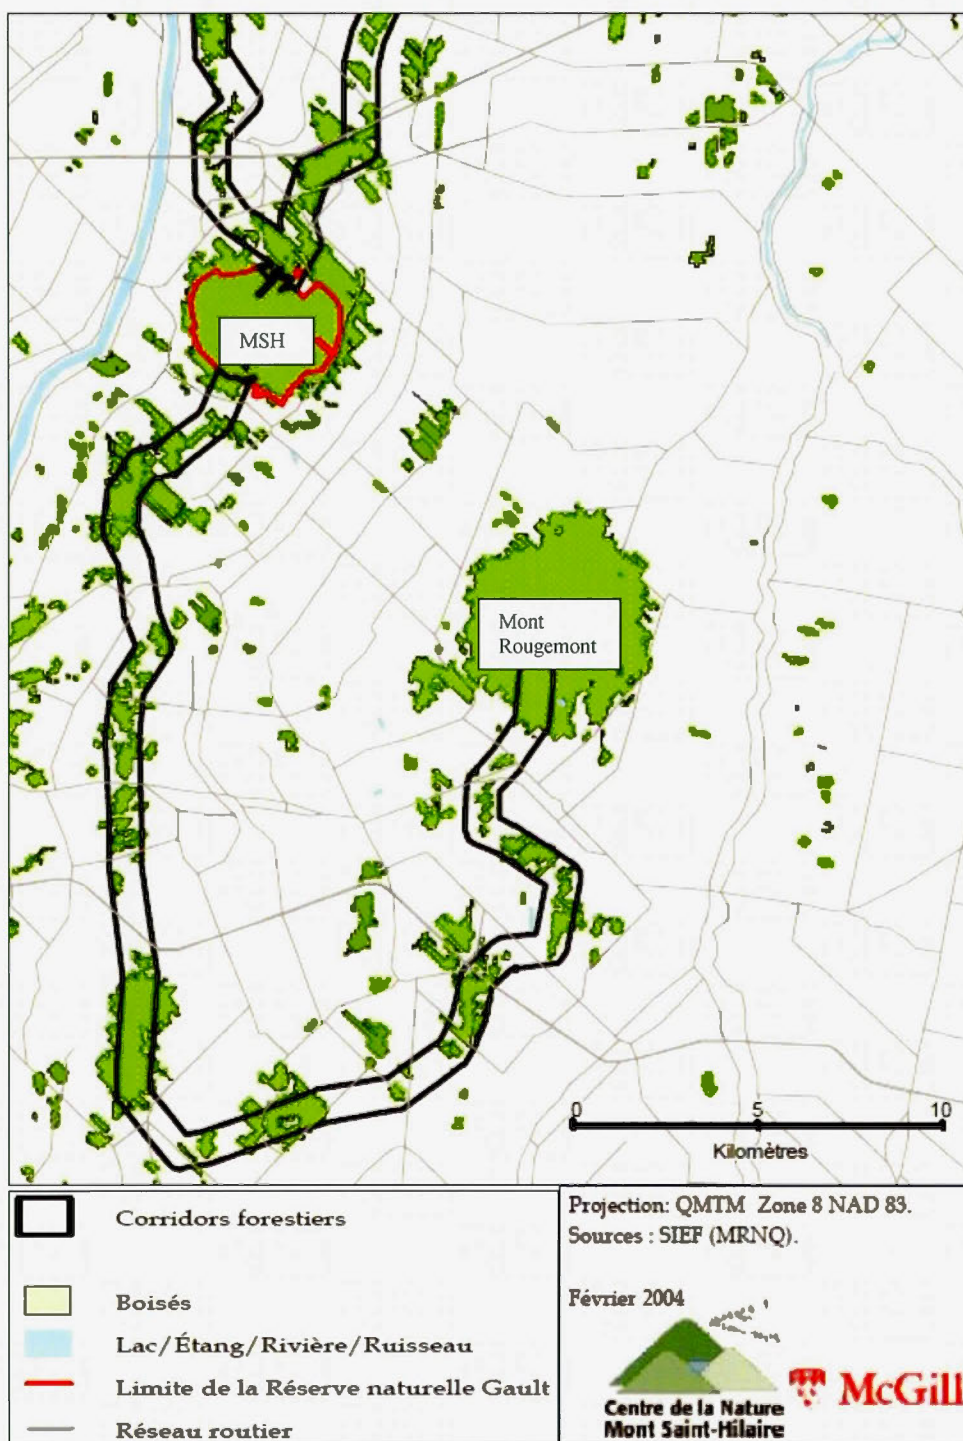 MSH
Mont
Rougemont
0 5 10
Kilomètres
Corridors forestiers
Boisés
Lac/Étang/Rivière/Ruisseau
Limite de la Réserve naturelle Gault
Réseau routier
Projection: QMTM Zone 8 NAD 83.
Sources : SIEF (MRNQ).
Février 2004
Centre de la Nature
Mont Saint-Hilaire
McGill